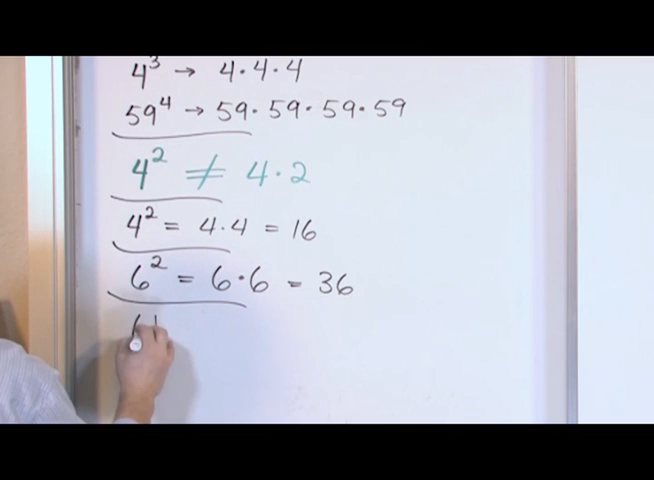 4³ → 4·4·4
59⁴ → 59·59·59·59
4² ≠ 4·2
4² = 4·4 = 16
6² = 6·6 = 36